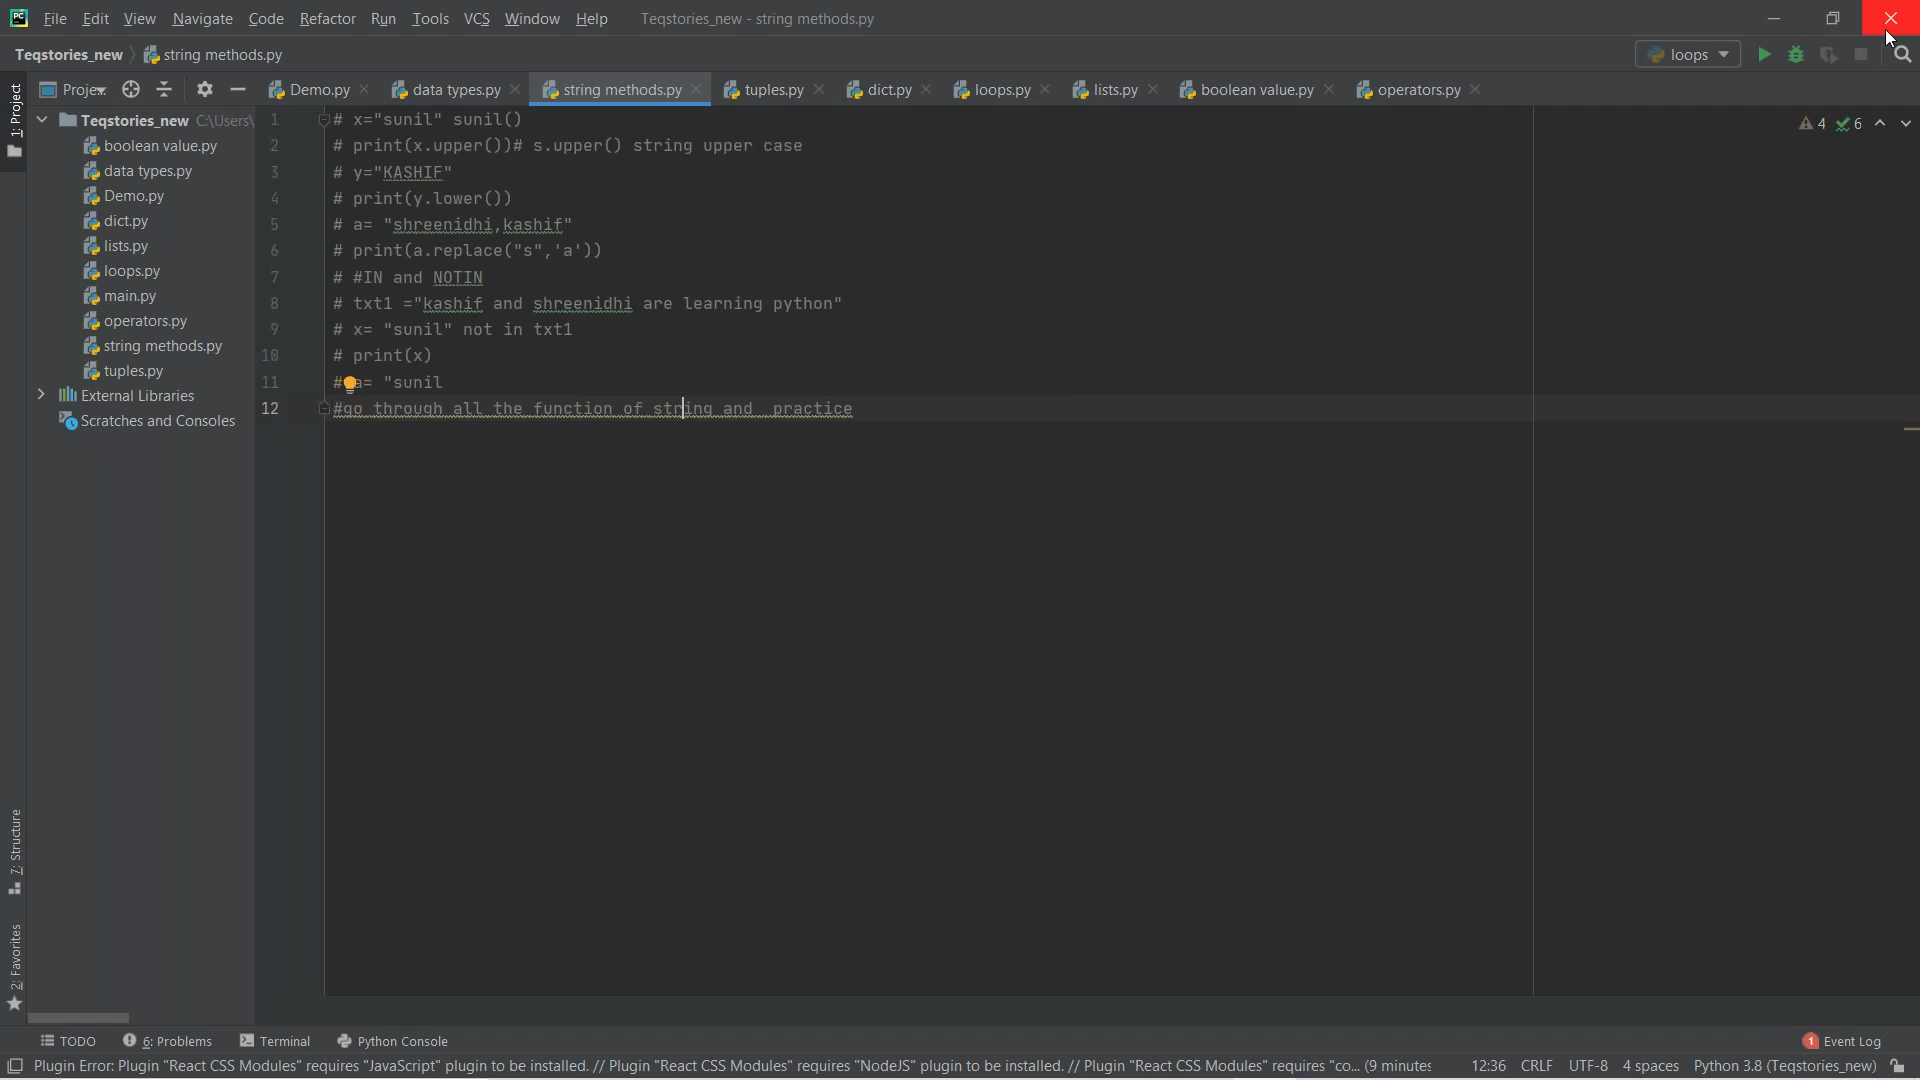 PC File Edit View Navigate Code Refactor Run Tools VCS Window Help Teqstories_new - string methods.py
Teqstories_new string methods.py loops
Demo.py data types.py string methods.py tuples.py dict.py loops.py lists.py boolean value.py operators.py
1: Project
Teqstories_new C:\Users\
boolean value.py
data types.py
Demo.py
dict.py
lists.py
loops.py
main.py
operators.py
string methods.py
tuples.py
External Libraries
Scratches and Consoles
4 6
1 # x="sunil" sunil()
2 # print(x.upper())# s.upper() string upper case
3 # y="KASHIF"
4 # print(y.lower())
5 # a= "shreenidhi,kashif"
6 # print(a.replace("s",'a'))
7 # #IN and NOTIN
8 # txt1 ="kashif and shreenidhi are learning python"
9 # x= "sunil" not in txt1
10 # print(x)
11 # a= "sunil
12 #go through all the function of string and  practice
7: Structure
2: Favorites
TODO 6: Problems Terminal Python Console 1 Event Log
Plugin Error: Plugin "React CSS Modules" requires "JavaScript" plugin to be installed. // Plugin "React CSS Modules" requires "NodeJS" plugin to be installed. // Plugin "React CSS Modules" requires "co... (9 minutes 12:36 CRLF UTF-8 4 spaces Python 3.8 (Teqstories_new)